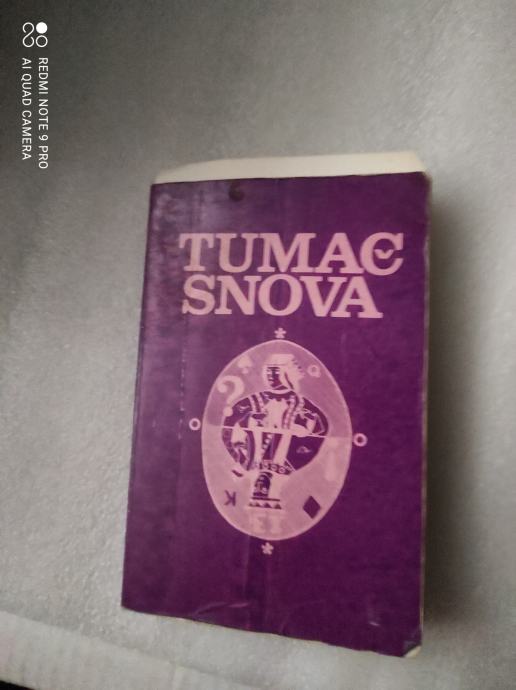 TUMAČ
SNOVA
?
Q
K
REDMI NOTE 9 PRO
AI QUAD CAMERA